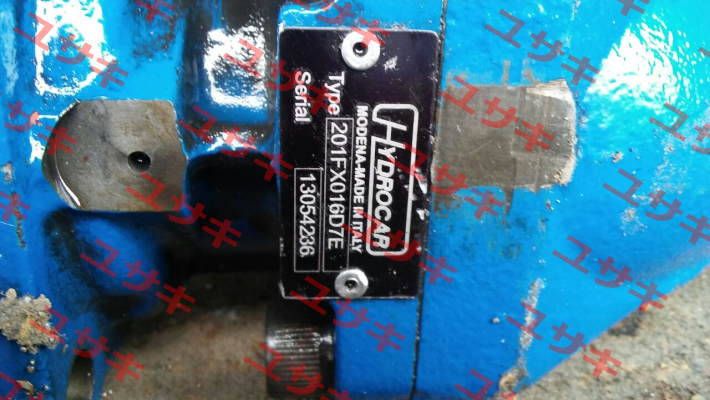 HYDROCAR
MODENA-MADE IN ITALY
Type 201FX016D7E
Serial 13054236
ユサキ